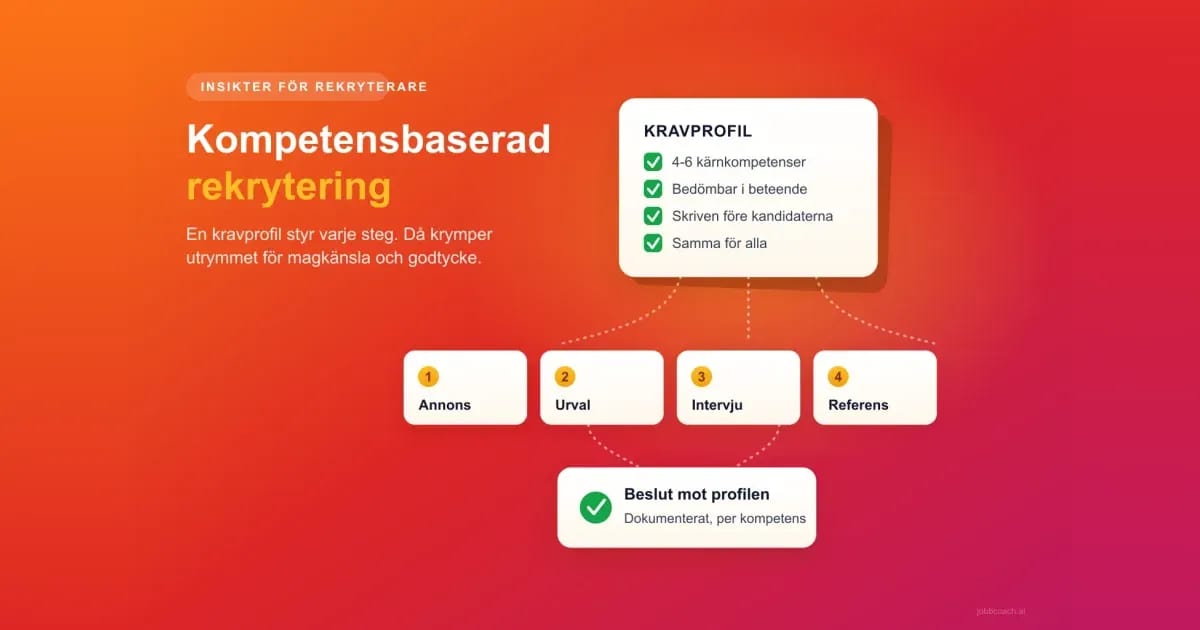 INSIKTER FÖR REKRYTERARE
Kompetensbaserad
rekrytering
En kravprofil styr varje steg. Då krymper
utrymmet för magkänsla och godtycke.
KRAVPROFIL
4-6 kärnkompetenser
Bedömbar i beteende
Skriven före kandidaterna
Samma för alla
1
Annons
2
Urval
3
Intervju
4
Referens
Beslut mot profilen
Dokumenterat, per kompetens
jobbcoach.ai